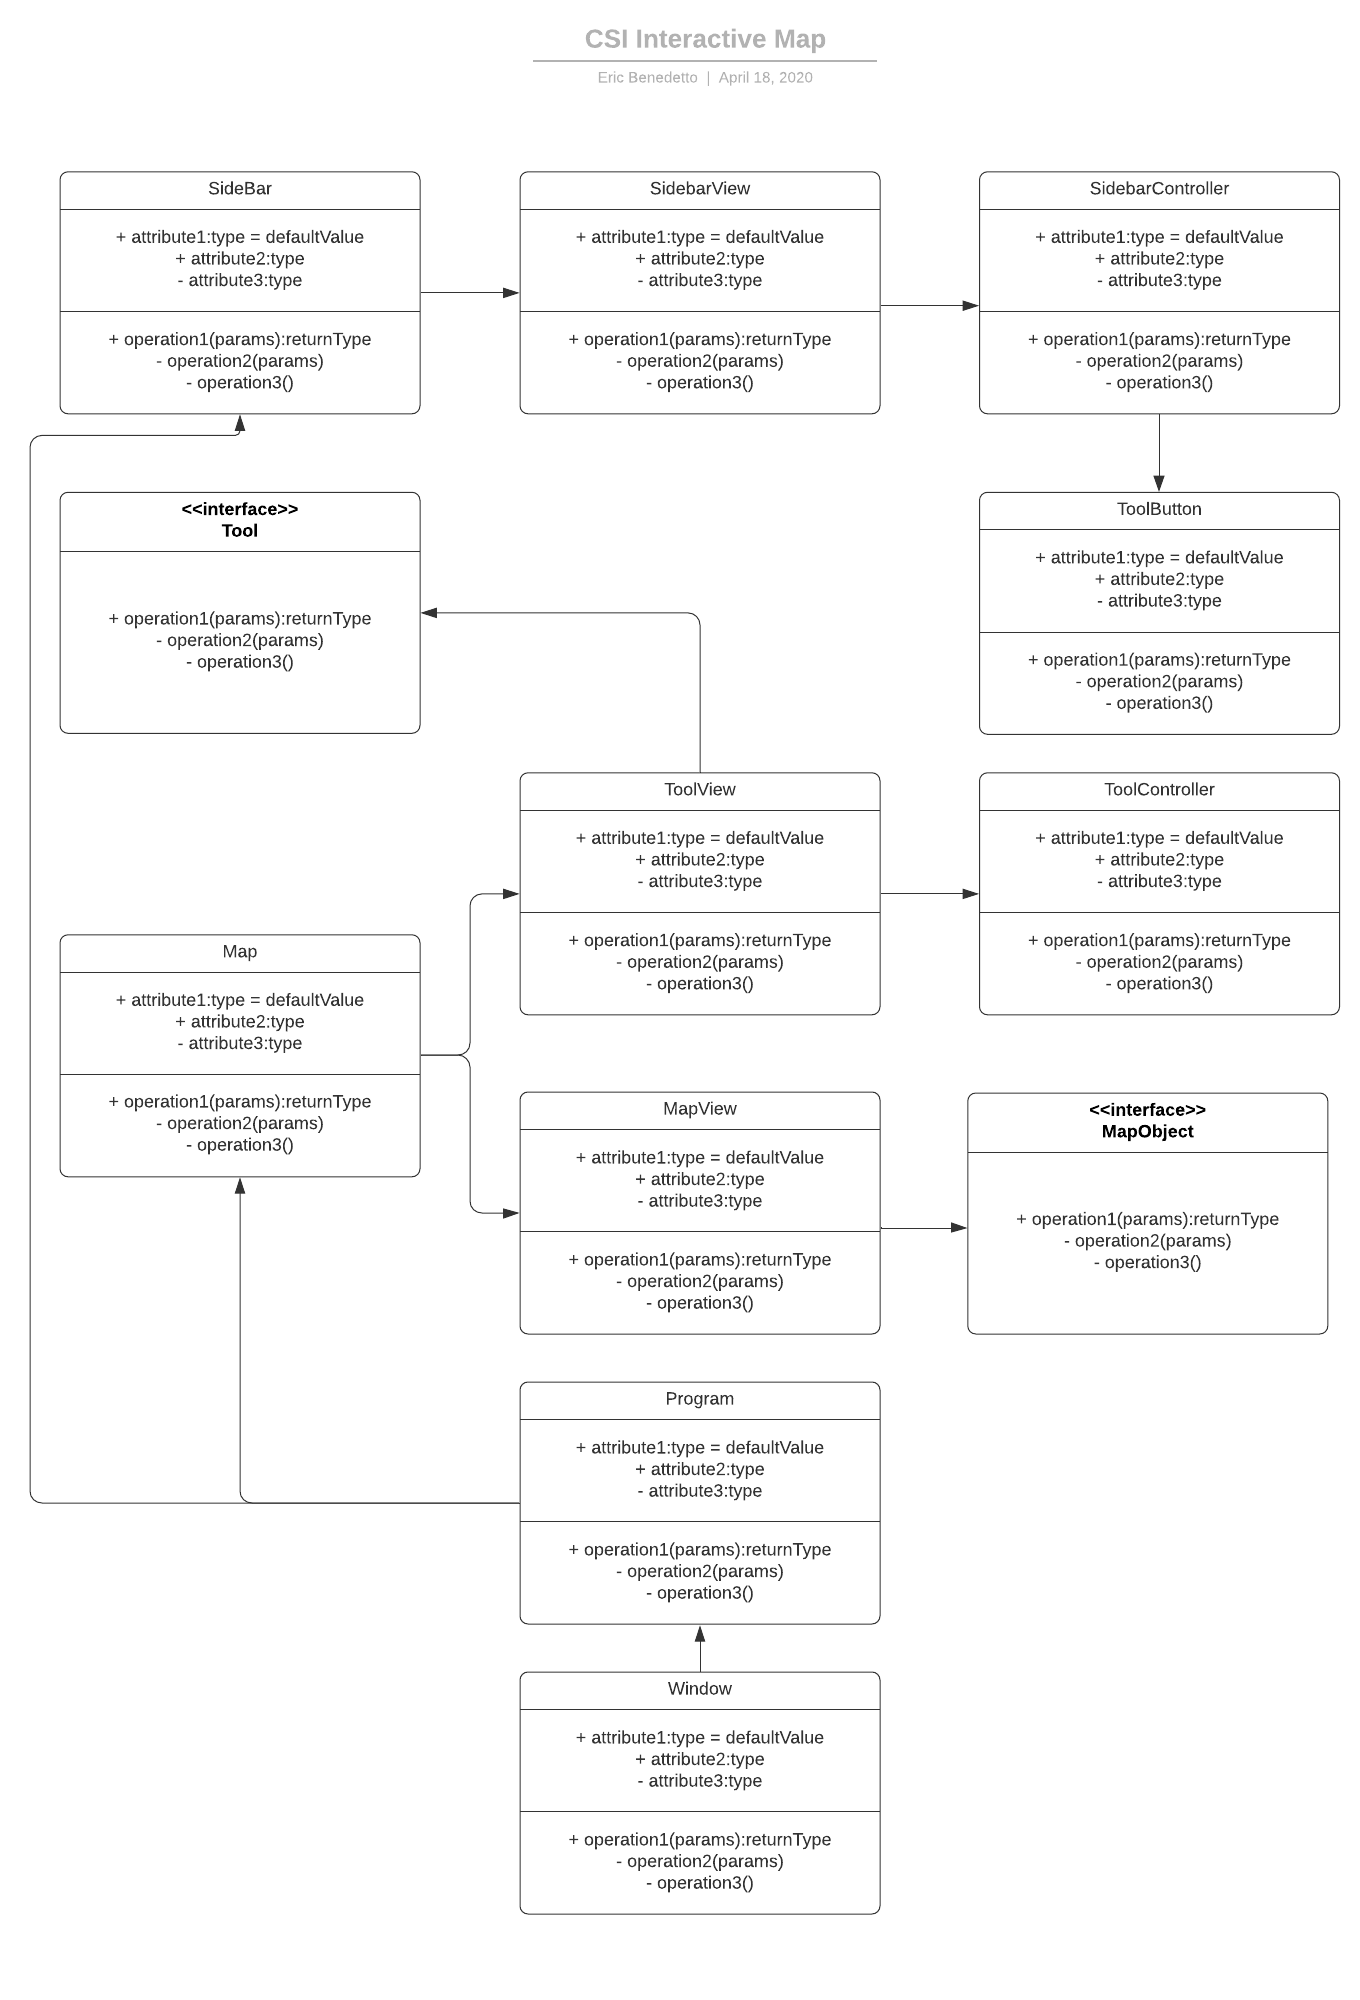 CSI Interactive Map
Eric Benedetto | April 18, 2020
SideBar
+ attribute1:type = defaultValue
+ attribute2:type
- attribute3:type
+ operation1(params):returnType
- operation2(params)
- operation3()
SidebarView
+ attribute1:type = defaultValue
+ attribute2:type
- attribute3:type
+ operation1(params):returnType
- operation2(params)
- operation3()
SidebarController
+ attribute1:type = defaultValue
+ attribute2:type
- attribute3:type
+ operation1(params):returnType
- operation2(params)
- operation3()
<<interface>>
Tool
+ operation1(params):returnType
- operation2(params)
- operation3()
ToolButton
+ attribute1:type = defaultValue
+ attribute2:type
- attribute3:type
+ operation1(params):returnType
- operation2(params)
- operation3()
ToolView
+ attribute1:type = defaultValue
+ attribute2:type
- attribute3:type
+ operation1(params):returnType
- operation2(params)
- operation3()
ToolController
+ attribute1:type = defaultValue
+ attribute2:type
- attribute3:type
+ operation1(params):returnType
- operation2(params)
- operation3()
Map
+ attribute1:type = defaultValue
+ attribute2:type
- attribute3:type
+ operation1(params):returnType
- operation2(params)
- operation3()
MapView
+ attribute1:type = defaultValue
+ attribute2:type
- attribute3:type
+ operation1(params):returnType
- operation2(params)
- operation3()
<<interface>>
MapObject
+ operation1(params):returnType
- operation2(params)
- operation3()
Program
+ attribute1:type = defaultValue
+ attribute2:type
- attribute3:type
+ operation1(params):returnType
- operation2(params)
- operation3()
Window
+ attribute1:type = defaultValue
+ attribute2:type
- attribute3:type
+ operation1(params):returnType
- operation2(params)
- operation3()